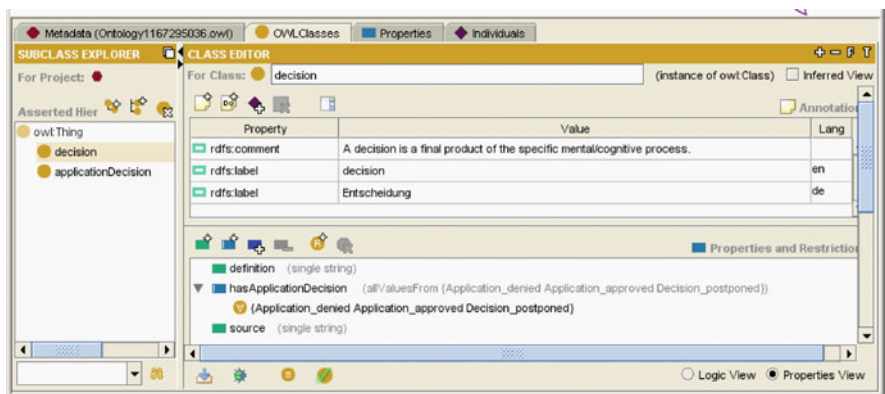 Metadata (Ontology1167295036.owl) OWLClasses Properties Individuals
SUBCLASS EXPLORER
For Project:
Asserted Hier
owl:Thing
decision
applicationDecision
CLASS EDITOR
For Class: decision (instance of owl:Class) Inferred View
Annotation
Property Value Lang
rdfs:comment A decision is a final product of the specific mental/cognitive process.
rdfs:label decision en
rdfs:label Entscheidung de
Properties and Restriction
definition (single string)
hasApplicationDecision (allValuesFrom {Application_denied Application_approved Decision_postponed})
{Application_denied Application_approved Decision_postponed}
source (single string)
Logic View Properties View